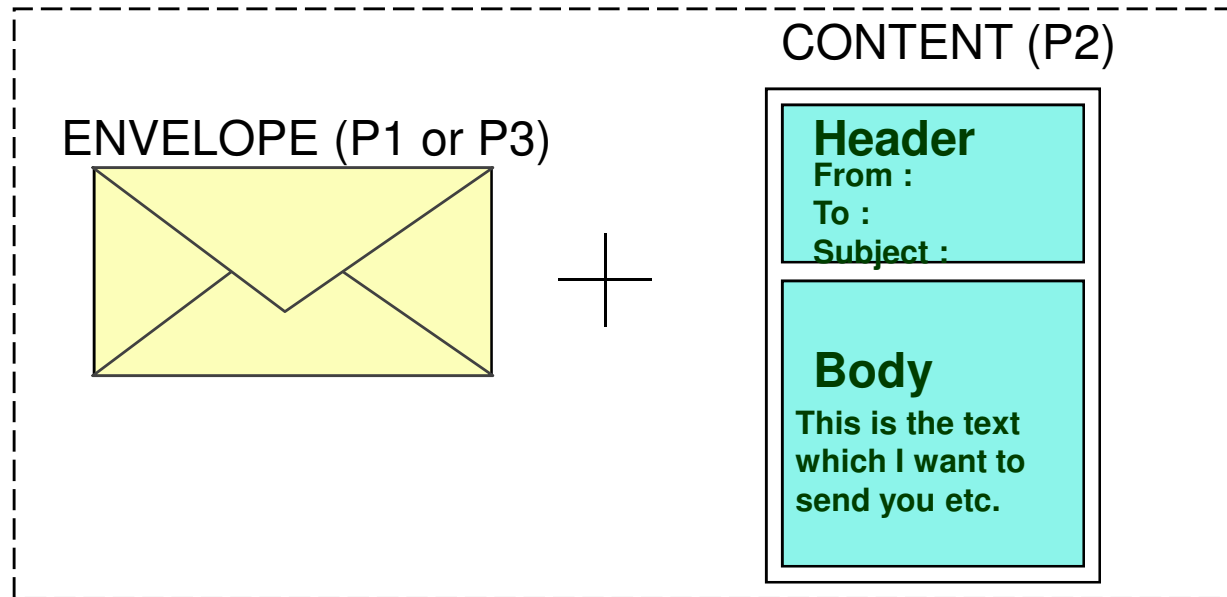 CONTENT (P2)
ENVELOPE (P1 or P3)
Header
From :
To :
Subject :
Body
This is the text
which I want to
send you etc.